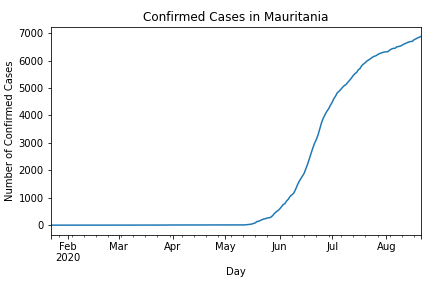 Confirmed Cases in Mauritania
Number of Confirmed Cases
7000
6000
5000
4000
3000
2000
1000
0
Feb Mar Apr May Jun Jul Aug
2020
Day